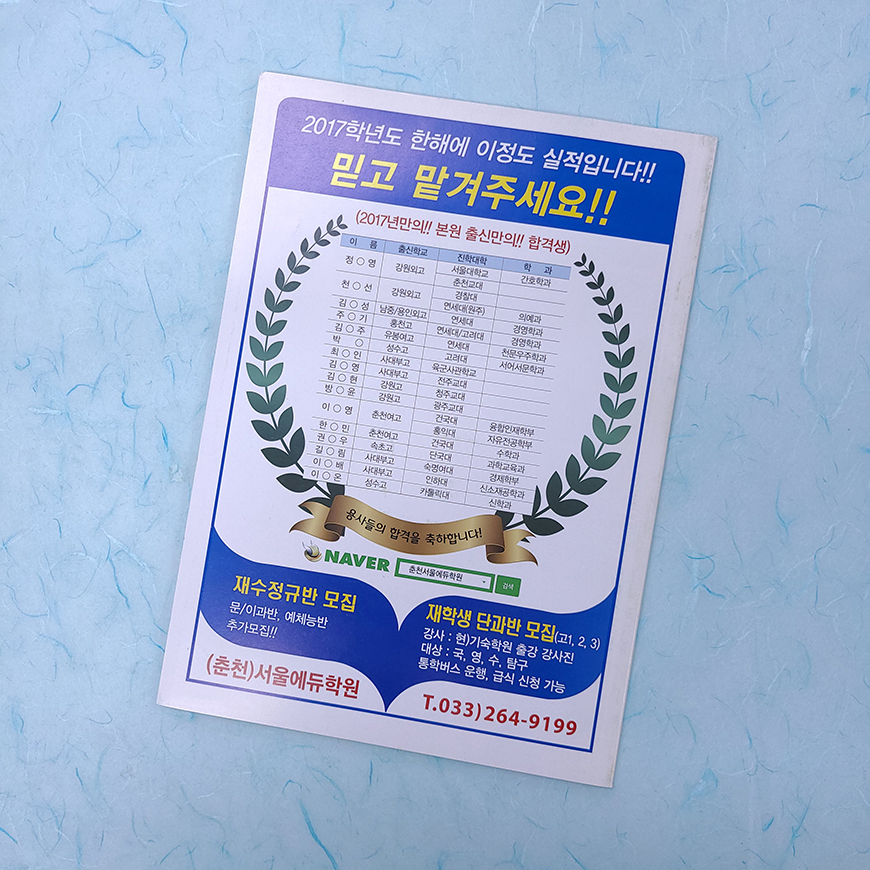 2017학년도 한해에 이정도 실적입니다!!
믿고 맡겨주세요!!
(2017년만의!! 본원 출신만의!! 합격생)
이 름 출신학교 진학대학 학 과
정 ○ 영 강원외고 서울대학교 간호학과
춘천교대
천 ○ 선 강원외고 경찰대
연세대(원주) 의예과
김 ○ 성 남중/용인외고 연세대 경영학과
주 ○ 기 홍천고 연세대/고려대 경영학과
김 ○ 주 유봉여고 연세대 천문우주학과
박 ○ 성수고 고려대 서어서문학과
최 ○ 인 사대부고 육군사관학교
김 ○ 영 사대부고 전주교대
김 ○ 현 강원고 청주교대
방 ○ 윤 강원고 광주교대
이 ○ 영 춘천여고 건국대 융합인재학부
홍익대 자유전공학부
한 ○ 민 춘천여고 건국대 수학과
권 ○ 우 속초고 단국대 과학교육과
길 ○ 림 사대부고 숙명여대 경제학부
이 ○ 배 사대부고 인하대 신소재공학과
이 ○ 온 성수고 카톨릭대 신학과
용사들의 합격을 축하합니다!
NAVER 춘천서울에듀학원 검색
재수정규반 모집
문/이과반, 예체능반
추가모집!!
재학생 단과반 모집(고1, 2, 3)
강사 : 현)기숙학원 출강 강사진
대상 : 국, 영, 수, 탐구
통학버스 운행, 급식 신청 가능
(춘천)서울에듀학원
T.033)264-9199